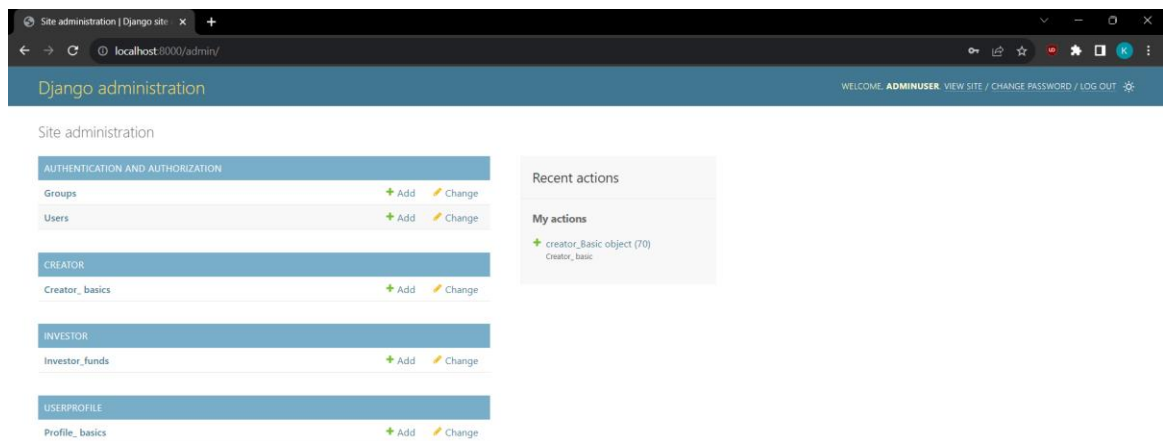 Site administration | Django site
localhost:8000/admin/
K
Django administration
WELCOME, ADMINUSER. VIEW SITE / CHANGE PASSWORD / LOG OUT
Site administration
AUTHENTICATION AND AUTHORIZATION
Groups + Add Change
Users + Add Change
CREATOR
Creator_ basics + Add Change
INVESTOR
Investor_funds + Add Change
USERPROFILE
Profile_ basics + Add Change
Recent actions
My actions
+ creator_Basic object (70)
Creator_ basic